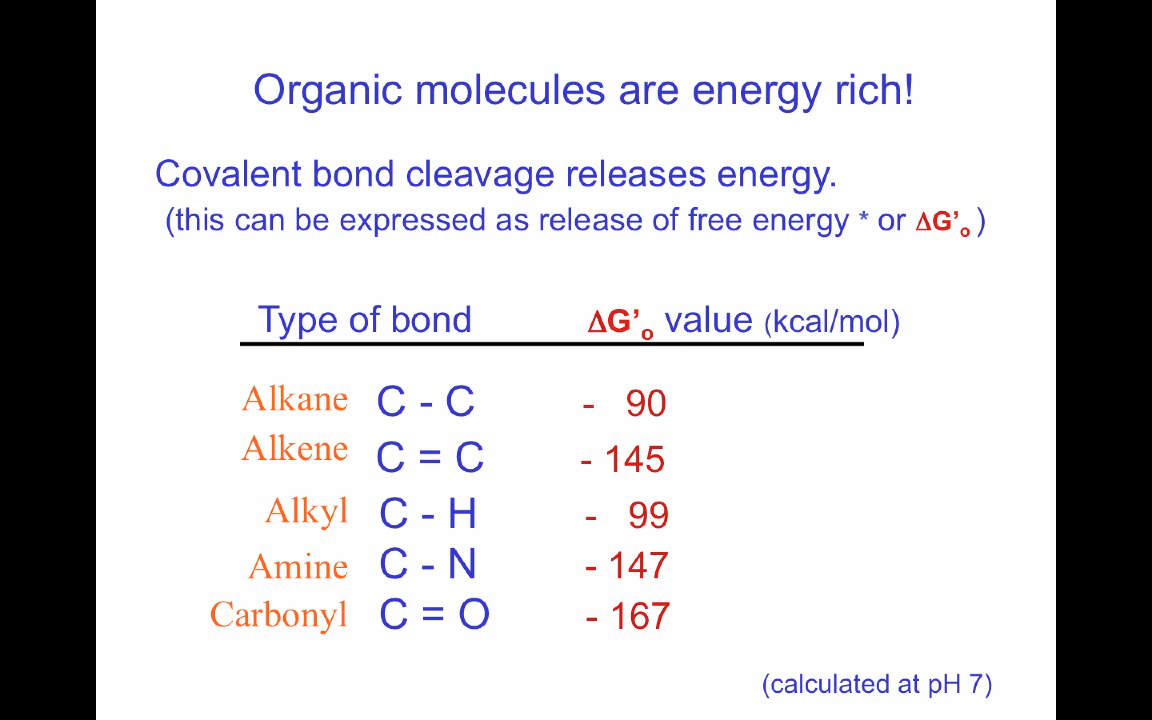 Organic molecules are energy rich!
Covalent bond cleavage releases energy.
(this can be expressed as release of free energy * or ΔG'o )
Type of bond ΔG'o value (kcal/mol)
Alkane C - C - 90
Alkene C = C - 145
Alkyl C - H - 99
Amine C - N - 147
Carbonyl C = O - 167
(calculated at pH 7)